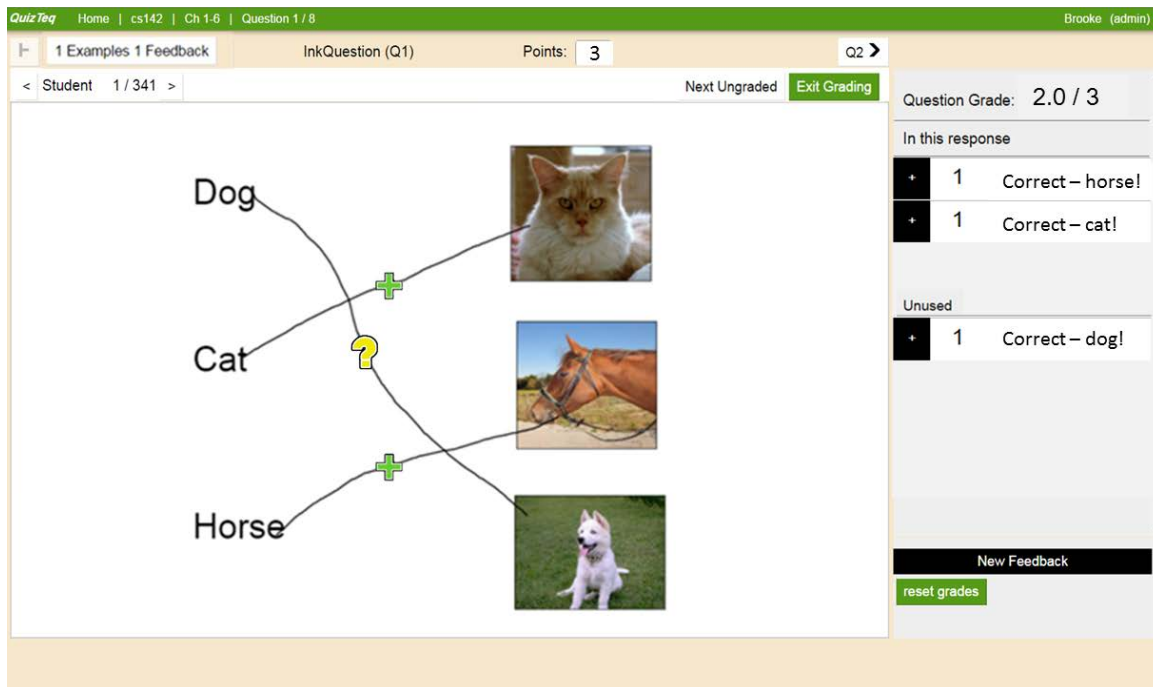 QuizTeq Home | cs142 | Ch 1-6 | Question 1 / 8 Brooke (admin)
1 Examples 1 Feedback InkQuestion (Q1) Points: 3 Q2 >
< Student 1 / 341 > Next Ungraded Exit Grading
Question Grade: 2.0 / 3
In this response
+ 1 Correct – horse!
+ 1 Correct – cat!
Unused
+ 1 Correct – dog!
New Feedback
reset grades
Dog
?
Cat
Horse